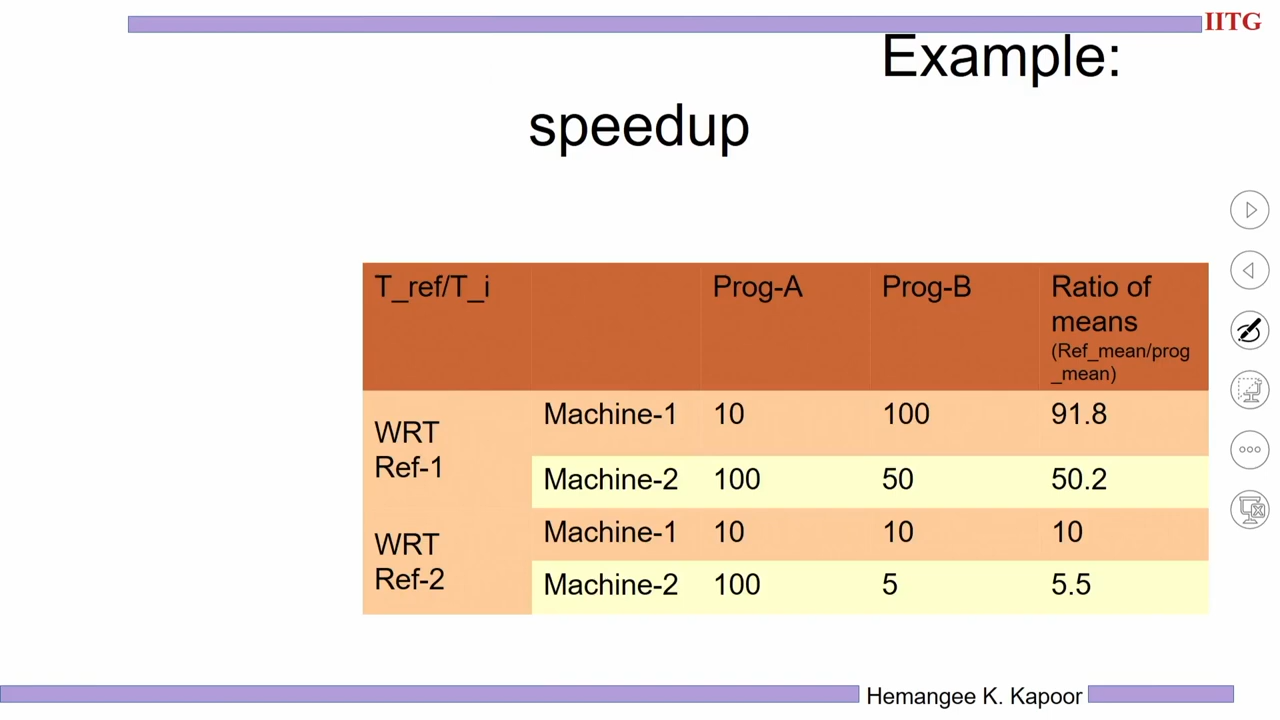 IITG
Example:
speedup
T_ref/T_i Prog-A Prog-B Ratio of
means
(Ref_mean/prog
_mean)
WRT
Ref-1
Machine-1 10 100 91.8
Machine-2 100 50 50.2
WRT
Ref-2
Machine-1 10 10 10
Machine-2 100 5 5.5
Hemangee K. Kapoor